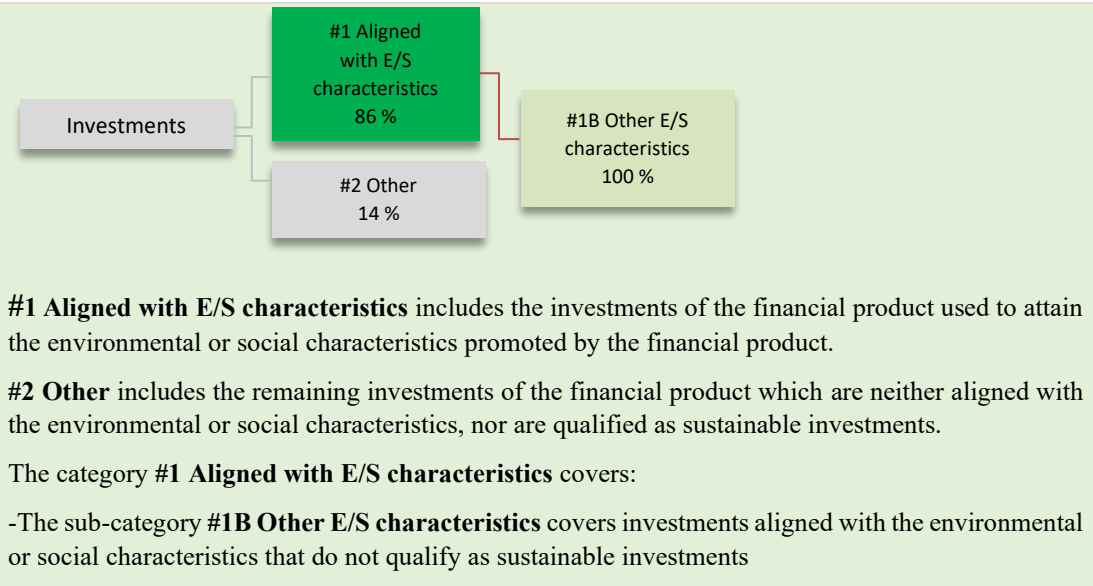 #1 Aligned
with E/S
characteristics
86 %
Investments
#1B Other E/S
characteristics
100 %
#2 Other
14 %
#1 Aligned with E/S characteristics includes the investments of the financial product used to attain
the environmental or social characteristics promoted by the financial product.
#2 Other includes the remaining investments of the financial product which are neither aligned with
the environmental or social characteristics, nor are qualified as sustainable investments.
The category #1 Aligned with E/S characteristics covers:
-The sub-category #1B Other E/S characteristics covers investments aligned with the environmental
or social characteristics that do not qualify as sustainable investments